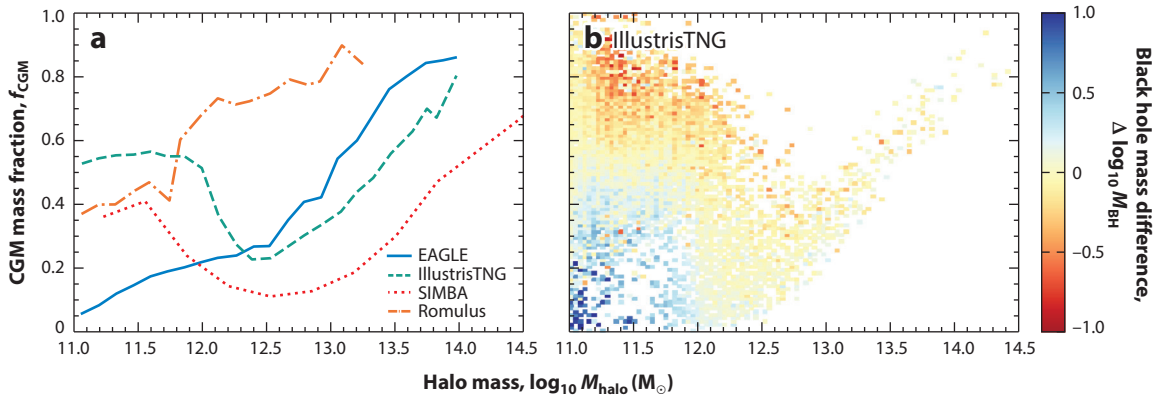 a
CGM mass fraction, f_CGM
1.0
0.8
0.6
0.4
0.2
0
EAGLE
IllustrisTNG
SIMBA
Romulus
11.0 11.5 12.0 12.5 13.0 13.5 14.0 14.5
b IllustrisTNG
11.0 11.5 12.0 12.5 13.0 13.5 14.0 14.5
Halo mass, log₁₀ M_halo (M☉)
1.0
0.5
0
−0.5
−1.0
Black hole mass difference,
Δ log₁₀ M_BH